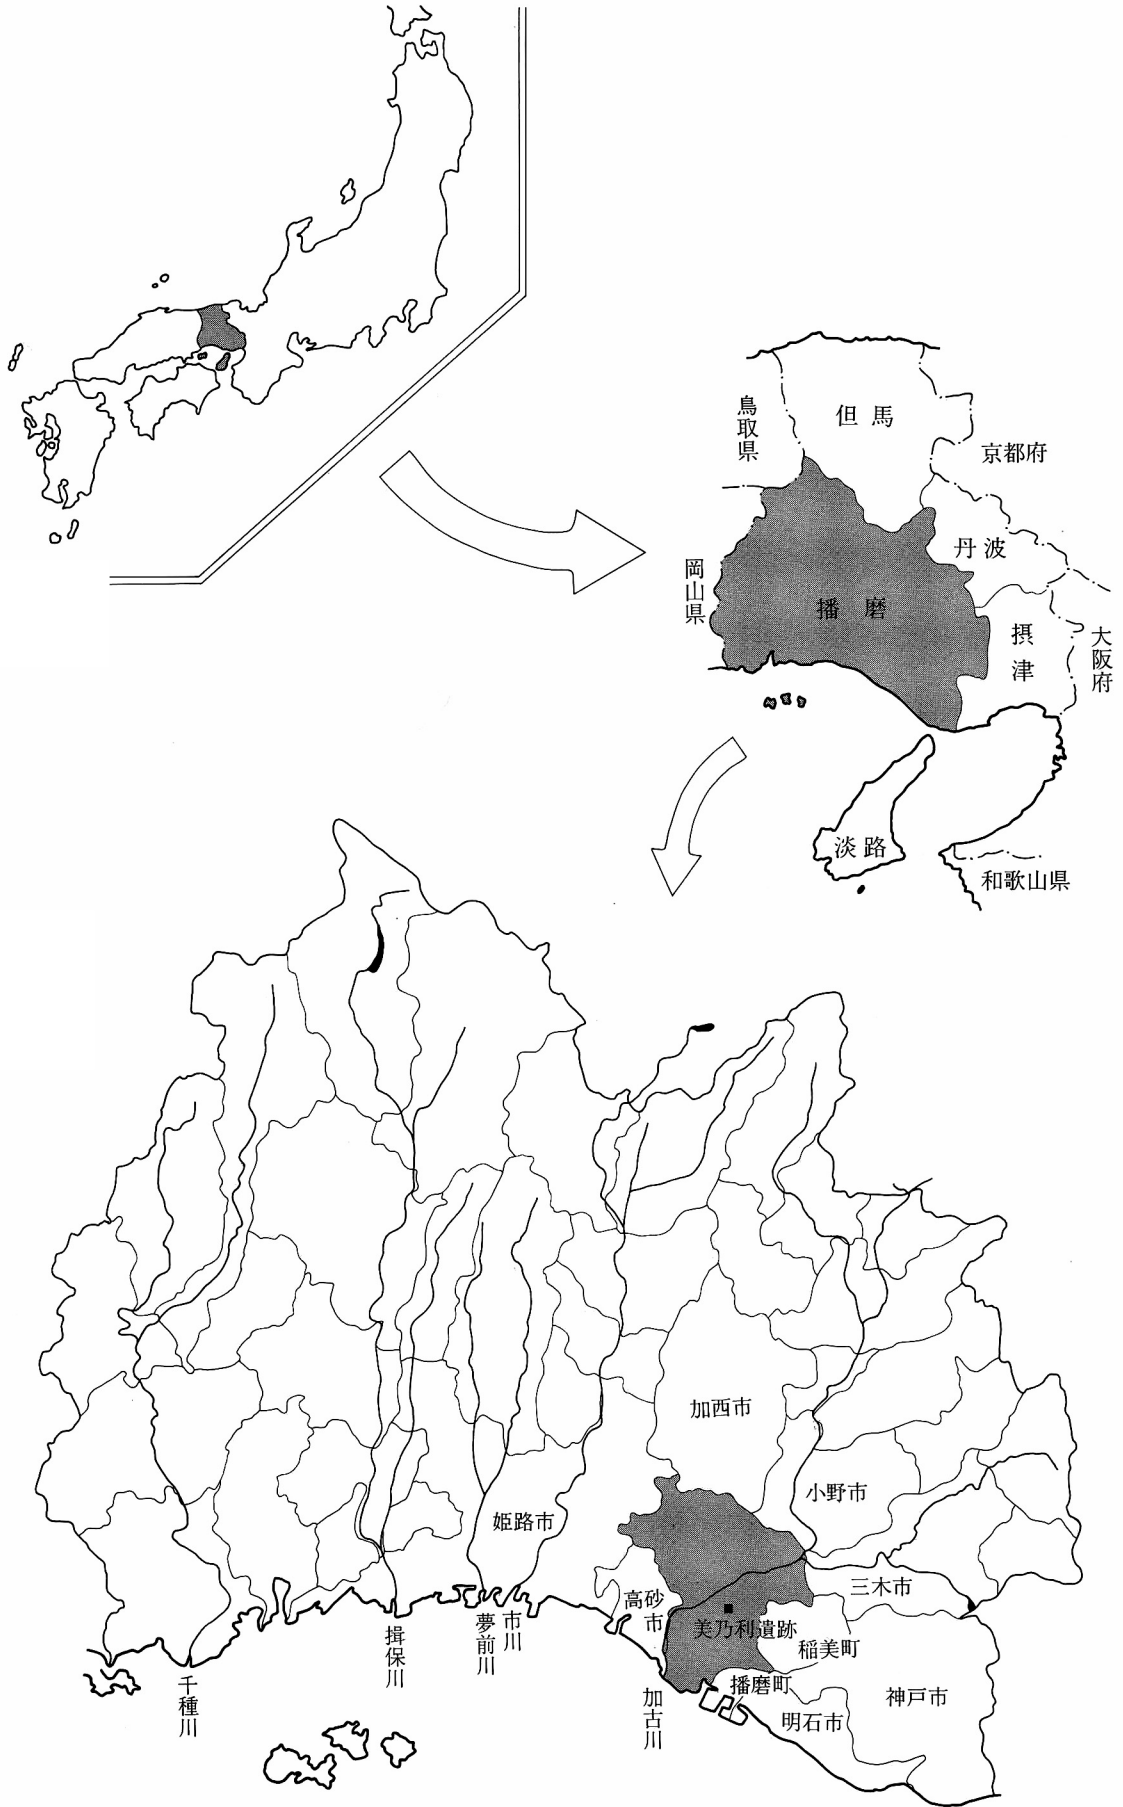 鳥取県
但馬
京都府
丹波
岡山県
播磨
摂津
大阪府
淡路
和歌山県
加西市
小野市
姫路市
三木市
高砂市
美乃利遺跡
稲美町
播磨町
神戸市
明石市
千種川
揖保川
夢前川
市川
加古川